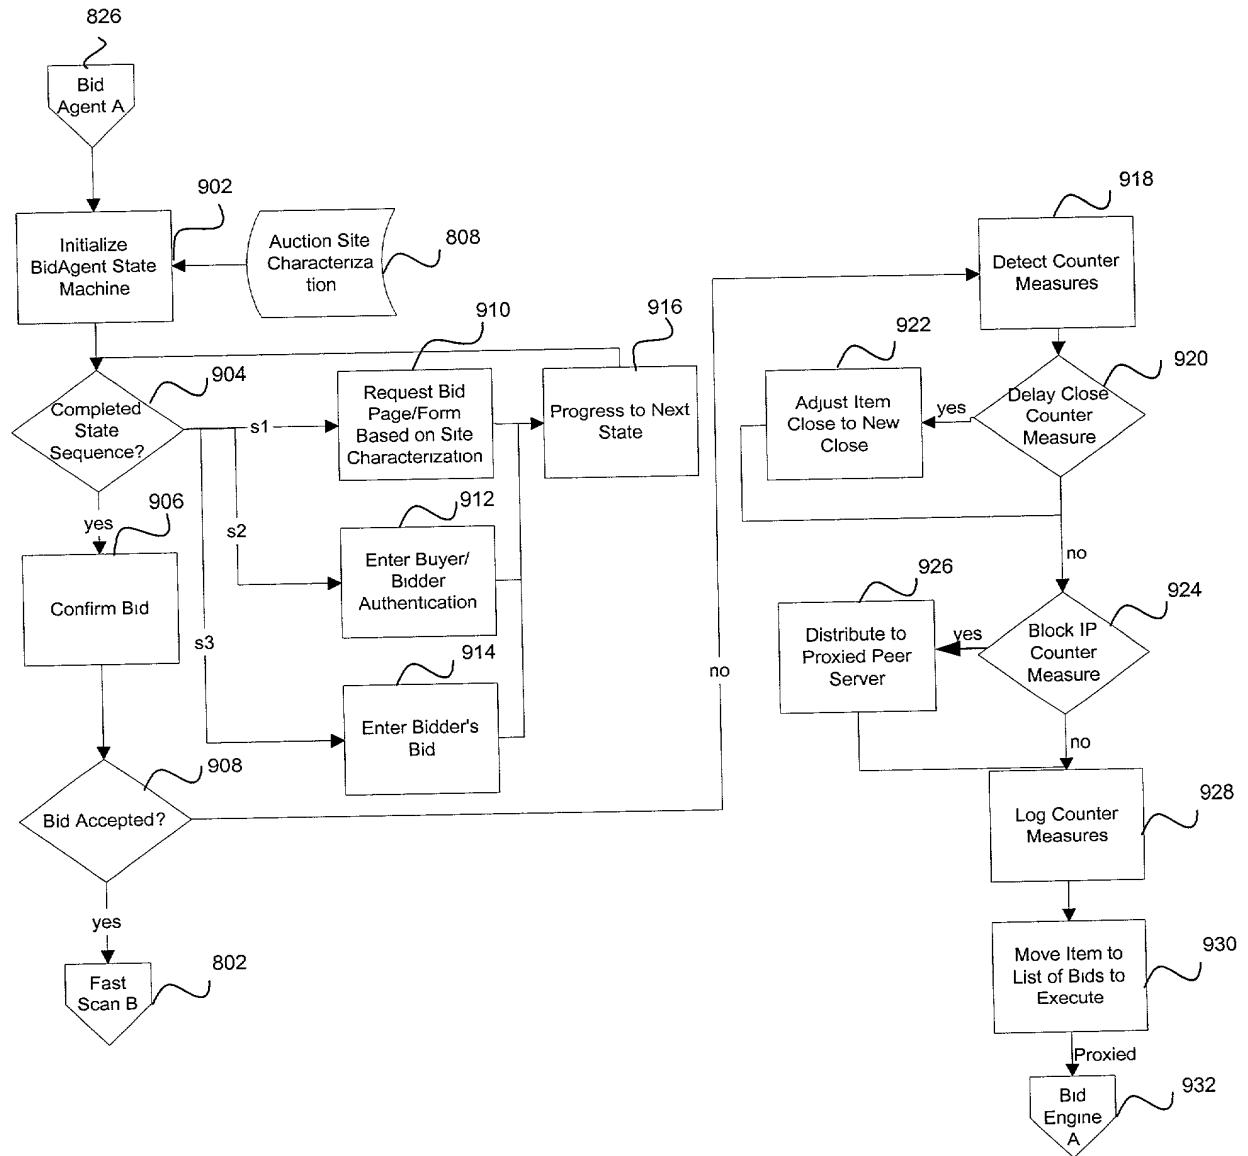 826
Bid
Agent A
902
Initialize
BidAgent State
Machine
Auction Site
Characteriza
tion
808
904
Completed
State
Sequence?
s1
s2
s3
910
Request Bid
Page/Form
Based on Site
Characterization
916
Progress to Next
State
912
Enter Buyer/
Bidder
Authentication
914
Enter Bidder's
Bid
yes
906
Confirm Bid
908
Bid Accepted?
no
yes
Fast
Scan B
802
918
Detect Counter
Measures
920
Delay Close
Counter
Measure
yes
922
Adjust Item
Close to New
Close
no
924
Block IP
Counter
Measure
yes
926
Distribute to
Proxied Peer
Server
no
928
Log Counter
Measures
930
Move Item to
List of Bids to
Execute
Proxied
Bid
Engine
A
932